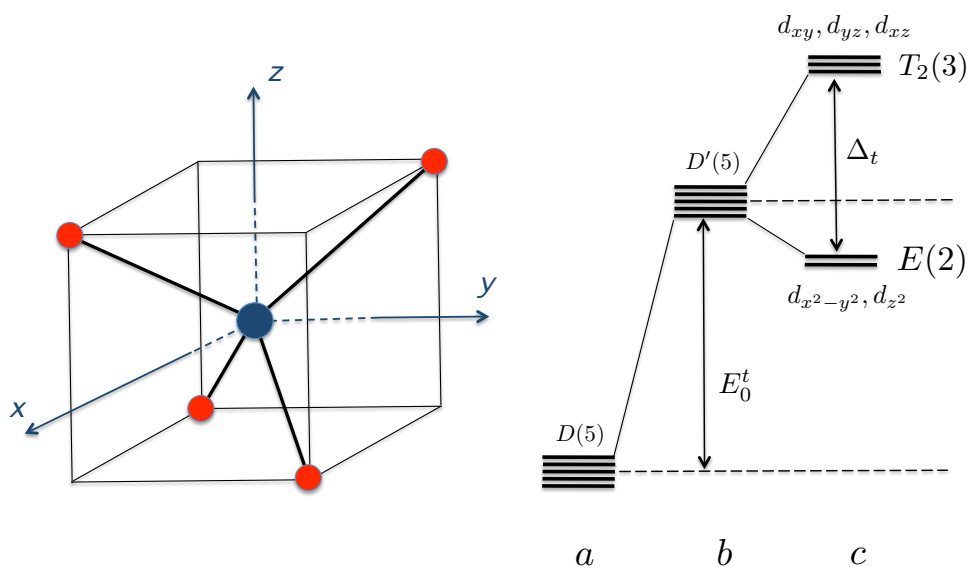 z
y
x
d_{xy}, d_{yz}, d_{xz}
T_2(3)
Δ_t
D′(5)
E(2)
d_{x^2−y^2}, d_{z^2}
E_0^t
D(5)
a b c